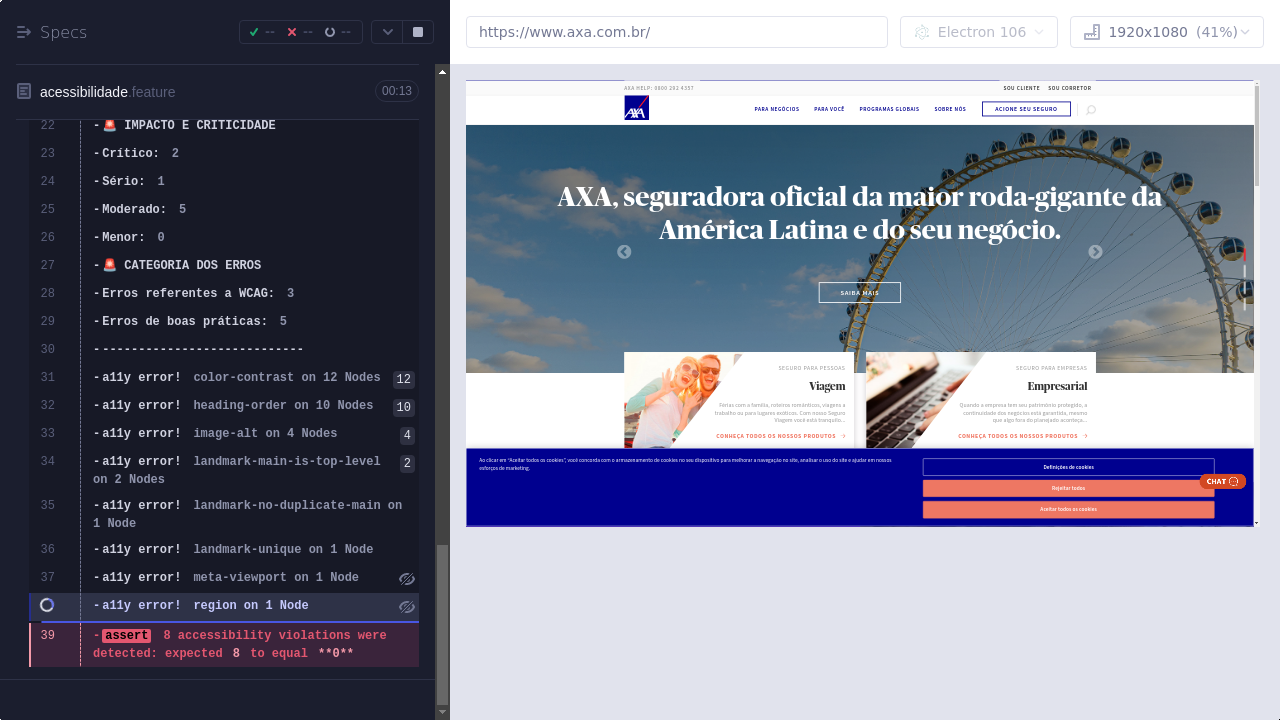 Specs
--
--
--
https://www.axa.com.br/
Electron 106
1920x1080 (41%)
acessibilidade feature
00:13
22 -🚨 IMPACTO E CRITICIDADE
23 -Crítico: 2
24 -Sério: 1
25 -Moderado: 5
26 -Menor: 0
27 -🚨 CATEGORIA DOS ERROS
28 -Erros referentes a WCAG: 3
29 -Erros de boas práticas: 5
30 -----------------------------
31 -a11y error! color-contrast on 12 Nodes 12
32 -a11y error! heading-order on 10 Nodes 10
33 -a11y error! image-alt on 4 Nodes 4
34 -a11y error! landmark-main-is-top-level 2
on 2 Nodes
35 -a11y error! landmark-no-duplicate-main on
1 Node
36 -a11y error! landmark-unique on 1 Node
37 -a11y error! meta-viewport on 1 Node
-a11y error! region on 1 Node
39 -assert 8 accessibility violations were
detected: expected 8 to equal **0**
AXA HELP: 0800 292 4357
SOU CLIENTE SOU CORRETOR
AXA
PARA NEGÓCIOS PARA VOCÊ PROGRAMAS GLOBAIS SOBRE NÓS ACIONE SEU SEGURO
AXA, seguradora oficial da maior roda-gigante da
América Latina e do seu negócio.
SAIBA MAIS
SEGURO PARA PESSOAS
Viagem
Férias com a família, roteiros românticos, viagens a
trabalho ou para lugares exóticos. Com nosso Seguro
Viagem você está tranquilo...
CONHEÇA TODOS OS NOSSOS PRODUTOS
SEGURO PARA EMPRESAS
Empresarial
Quando a empresa tem seu patrimônio protegido, a
continuidade dos negócios está garantida, mesmo
que algo fora do planejado aconteça...
CONHEÇA TODOS OS NOSSOS PRODUTOS
Ao clicar em "Aceitar todos os cookies", você concorda com o armazenamento de cookies no seu dispositivo para melhorar a navegação no site, analisar o uso do site e ajudar em nossos
esforços de marketing.
Definições de cookies
Rejeitar todos
Aceitar todos os cookies
CHAT